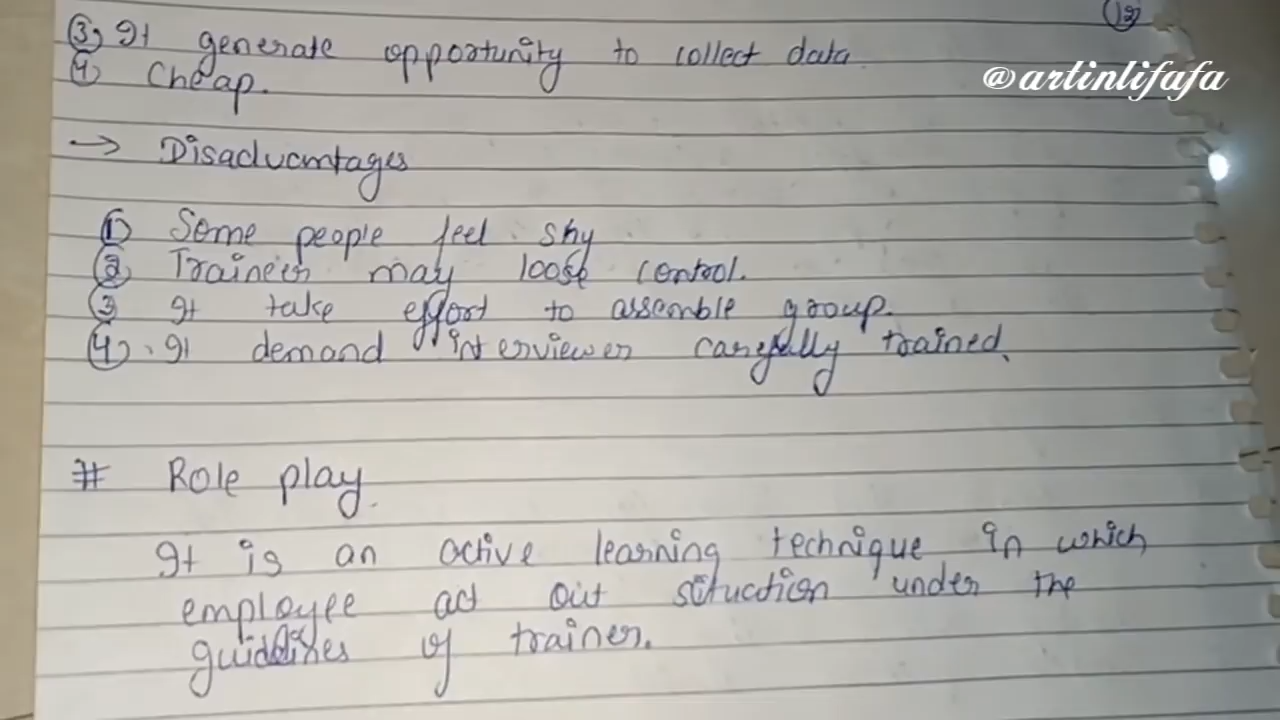 (12)
③ It generate opportunity to collect data
④ Cheap.
@artinlifafa
→ Disadvantages
① Some people feel shy.
② Trainer may loose control.
③ It take effort to assemble group.
④ . It demand interviewer carefully trained.
# Role play.
It is an active learning technique in which
employee act out situation under the
guidelines of trainer.